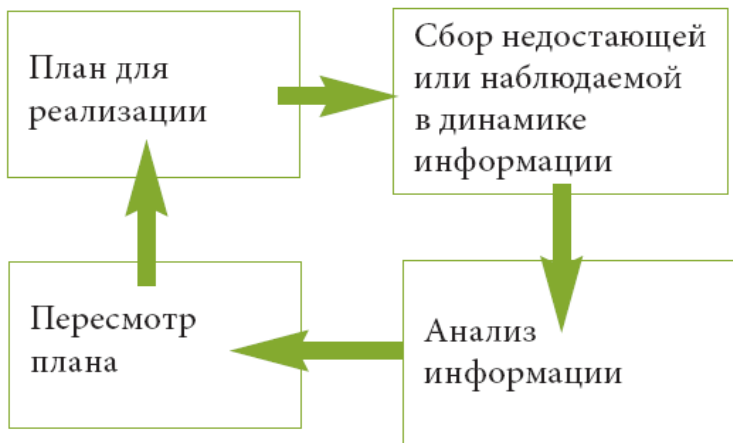 План для
реализации
Сбор недостающей
или наблюдаемой
в динамике
информации
Пересмотр
плана
Анализ
информации